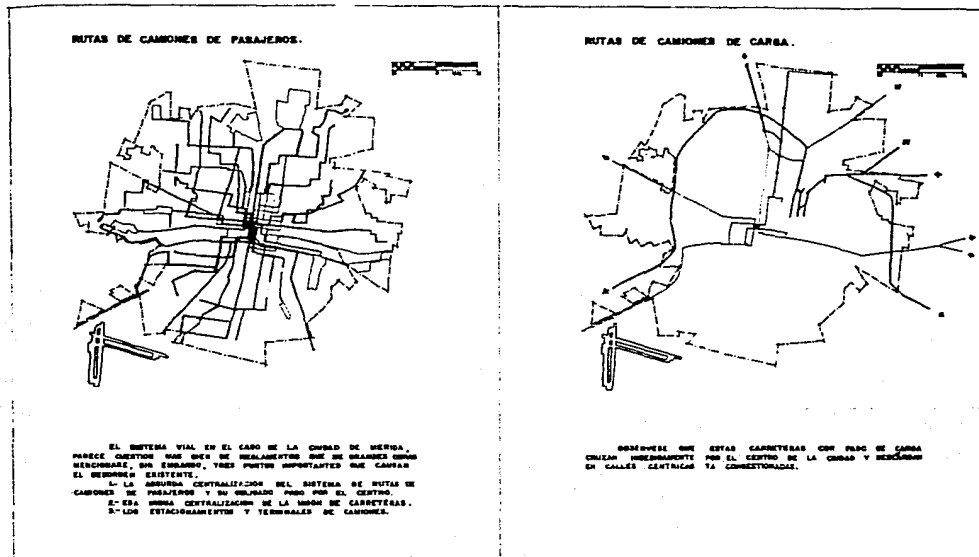 RUTAS DE CAMIONES DE PASAJEROS.
EL SISTEMA VIAL EN EL CASO DE LA CIUDAD DE MERIDA,
PARECE CUESTION MAS BIEN DE REGLAMENTOS QUE DE GRANDES OBRAS
MENCIONARE, SIN EMBARGO, TRES PUNTOS IMPORTANTES QUE CAUSAN
EL DESORDEN EXISTENTE.
1.- LA ABSURDA CENTRALIZACION DEL SISTEMA DE RUTAS DE
CAMIONES DE PASAJEROS Y SU OBLIGADO PASO POR EL CENTRO.
2.- ESA MISMA CENTRALIZACION DE LA UNION DE CARRETERAS.
3.- LOS ESTACIONAMIENTOS Y TERMINALES DE CAMIONES.
RUTAS DE CAMIONES DE CARGA.
OBSERVESE QUE ESTAS CARRETERAS CON PASO DE CARGA
CRUZAN INDEBIDAMENTE POR EL CENTRO DE LA CIUDAD Y DESCARGAN
EN CALLES CENTRICAS YA CONGESTIONADAS.